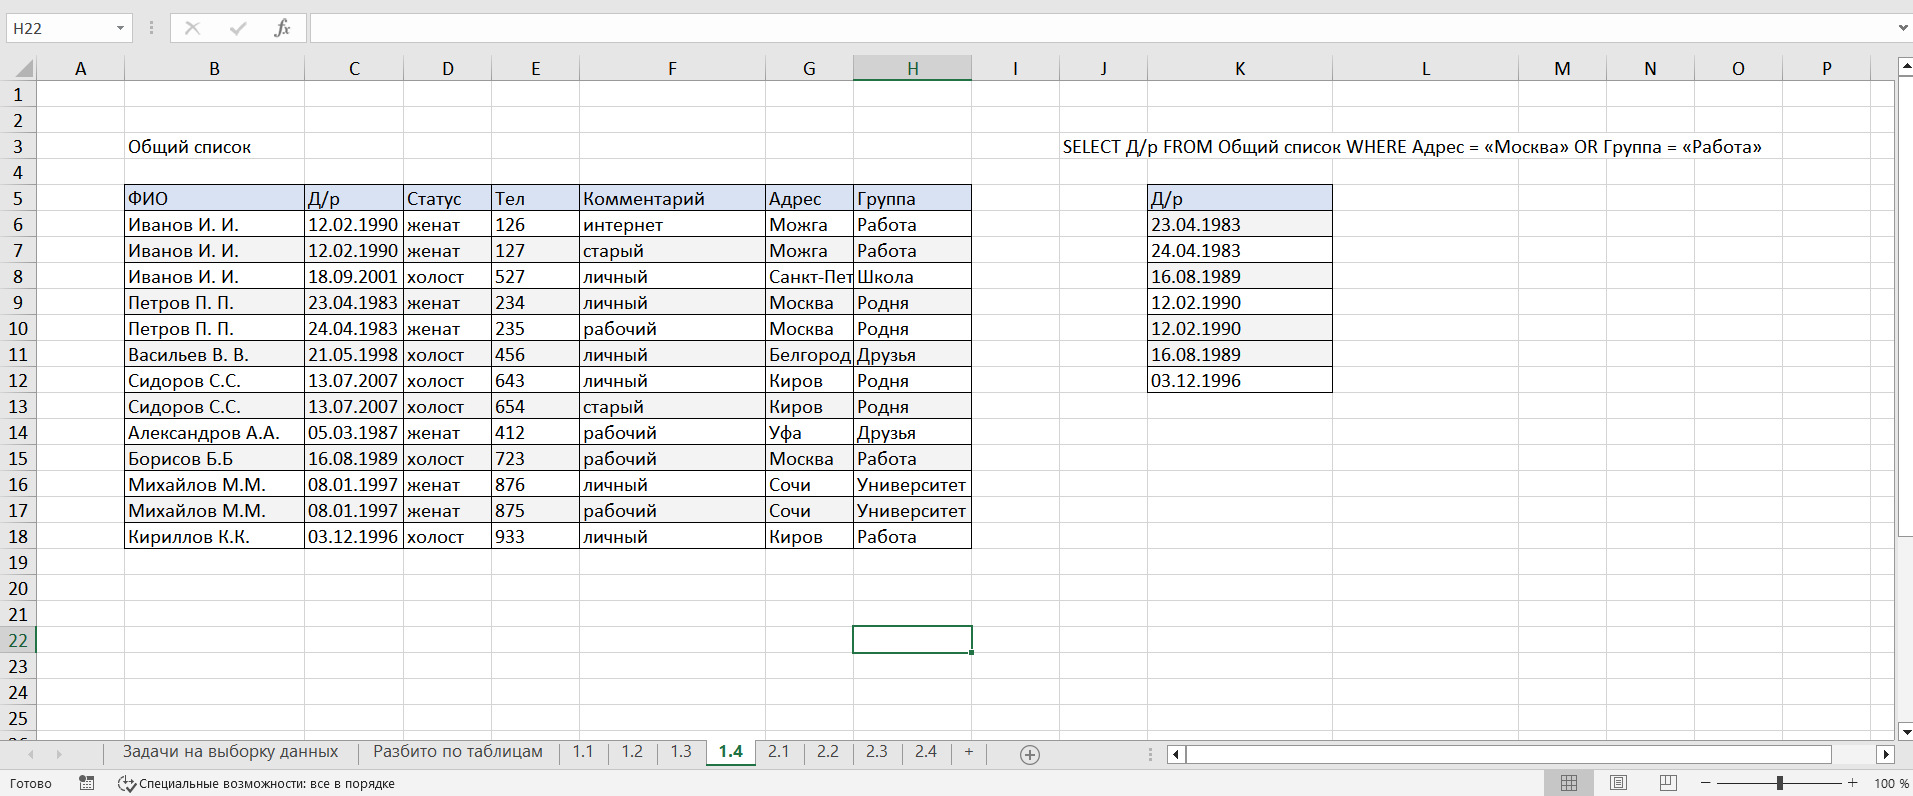 H22
fx
A B C D E F G H I J K L M N O P
1
2
3 Общий список SELECT Д/р FROM Общий список WHERE Адрес = «Москва» OR Группа = «Работа»
4
5 ФИО Д/р Статус Тел Комментарий Адрес Группа Д/р
6 Иванов И. И. 12.02.1990 женат 126 интернет Можга Работа 23.04.1983
7 Иванов И. И. 12.02.1990 женат 127 старый Можга Работа 24.04.1983
8 Иванов И. И. 18.09.2001 холост 527 личный Санкт-Пет Школа 16.08.1989
9 Петров П. П. 23.04.1983 женат 234 личный Москва Родня 12.02.1990
10 Петров П. П. 24.04.1983 женат 235 рабочий Москва Родня 12.02.1990
11 Васильев В. В. 21.05.1998 холост 456 личный Белгород Друзья 16.08.1989
12 Сидоров С.С. 13.07.2007 холост 643 личный Киров Родня 03.12.1996
13 Сидоров С.С. 13.07.2007 холост 654 старый Киров Родня
14 Александров А.А. 05.03.1987 женат 412 рабочий Уфа Друзья
15 Борисов Б.Б 16.08.1989 холост 723 рабочий Москва Работа
16 Михайлов М.М. 08.01.1997 женат 876 личный Сочи Университет
17 Михайлов М.М. 08.01.1997 женат 875 рабочий Сочи Университет
18 Кириллов К.К. 03.12.1996 холост 933 личный Киров Работа
19
20
21
22
23
24
25
Задачи на выборку данных Разбито по таблицам 1.1 1.2 1.3 1.4 2.1 2.2 2.3 2.4 +
Готово Специальные возможности: все в порядке 100 %